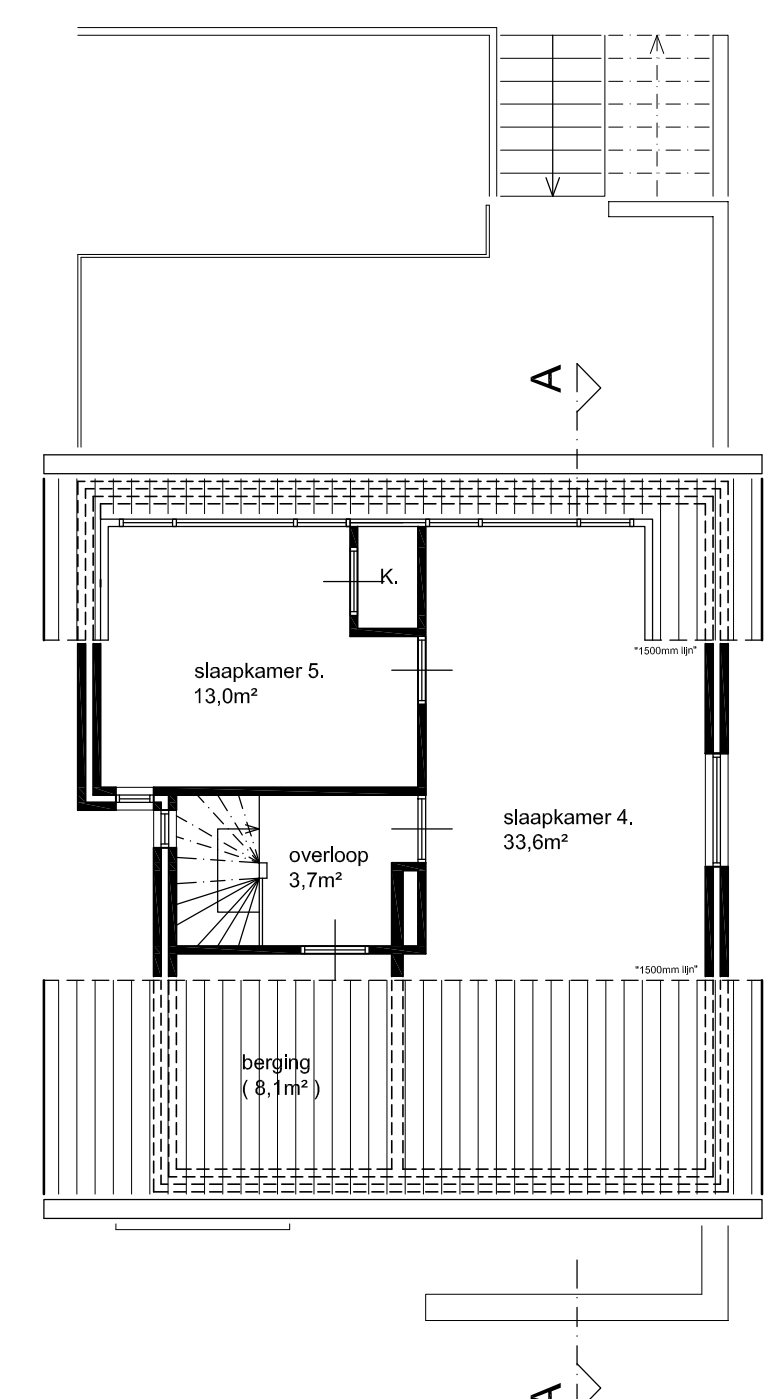 A
K.
"1500mm lijn"
slaapkamer 5.
13,0m²
slaapkamer 4.
33,6m²
overloop
3,7m²
"1500mm lijn"
berging
( 8,1m² )
A